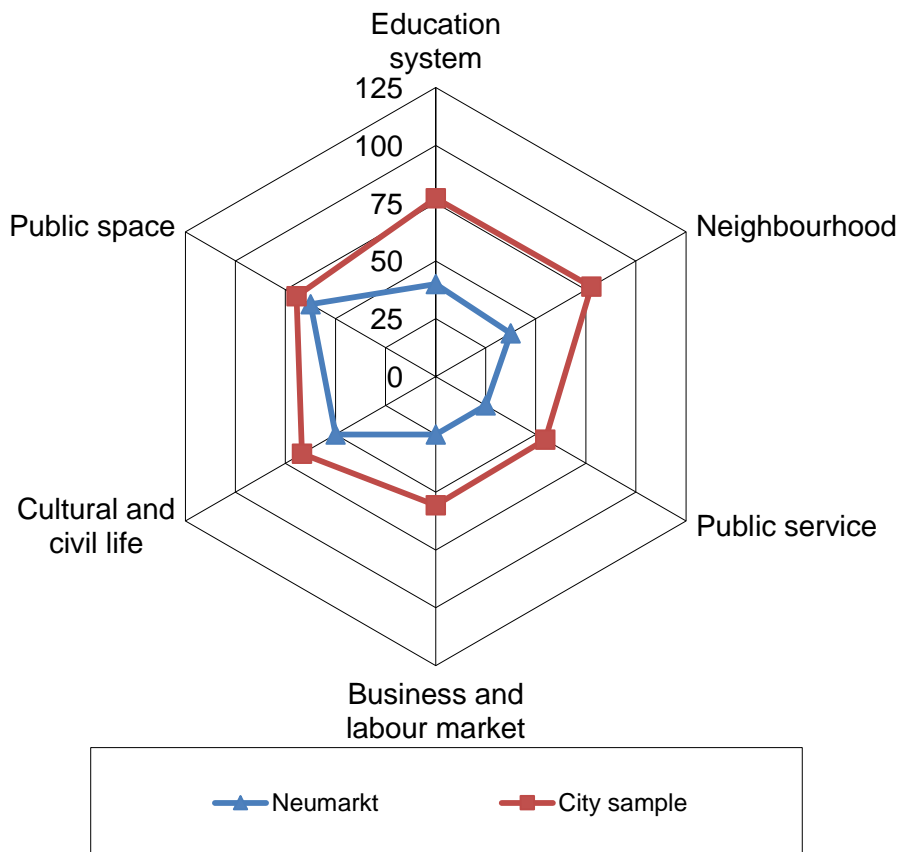 Education
system
125
100
75
50
25
0
Public space
Neighbourhood
Cultural and
civil life
Public service
Business and
labour market
Neumarkt
City sample